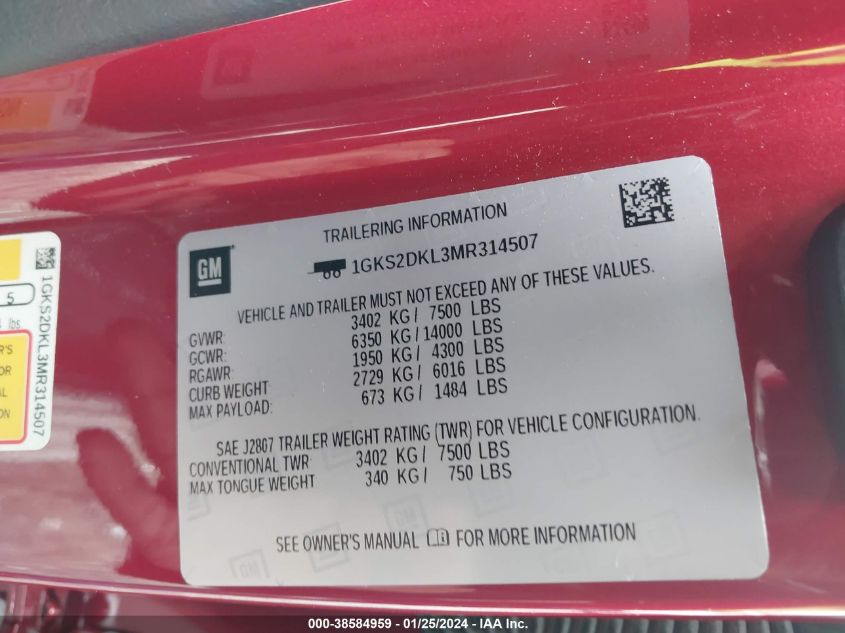 TRAILERING INFORMATION
GM
1GKS2DKL3MR314507
VEHICLE AND TRAILER MUST NOT EXCEED ANY OF THESE VALUES.
GVWR: 3402 KG/ 7500 LBS
GCWR: 6350 KG/14000 LBS
RGAWR: 1950 KG/ 4300 LBS
CURB WEIGHT 2729 KG/ 6016 LBS
MAX PAYLOAD: 673 KG/ 1484 LBS
SAE J2807 TRAILER WEIGHT RATING (TWR) FOR VEHICLE CONFIGURATION.
CONVENTIONAL TWR 3402 KG/ 7500 LBS
MAX TONGUE WEIGHT 340 KG/ 750 LBS
SEE OWNER'S MANUAL FOR MORE INFORMATION
1GKS2DKL3MR314507
5
lbs
000-38584959 - 01/25/2024 - IAA Inc.